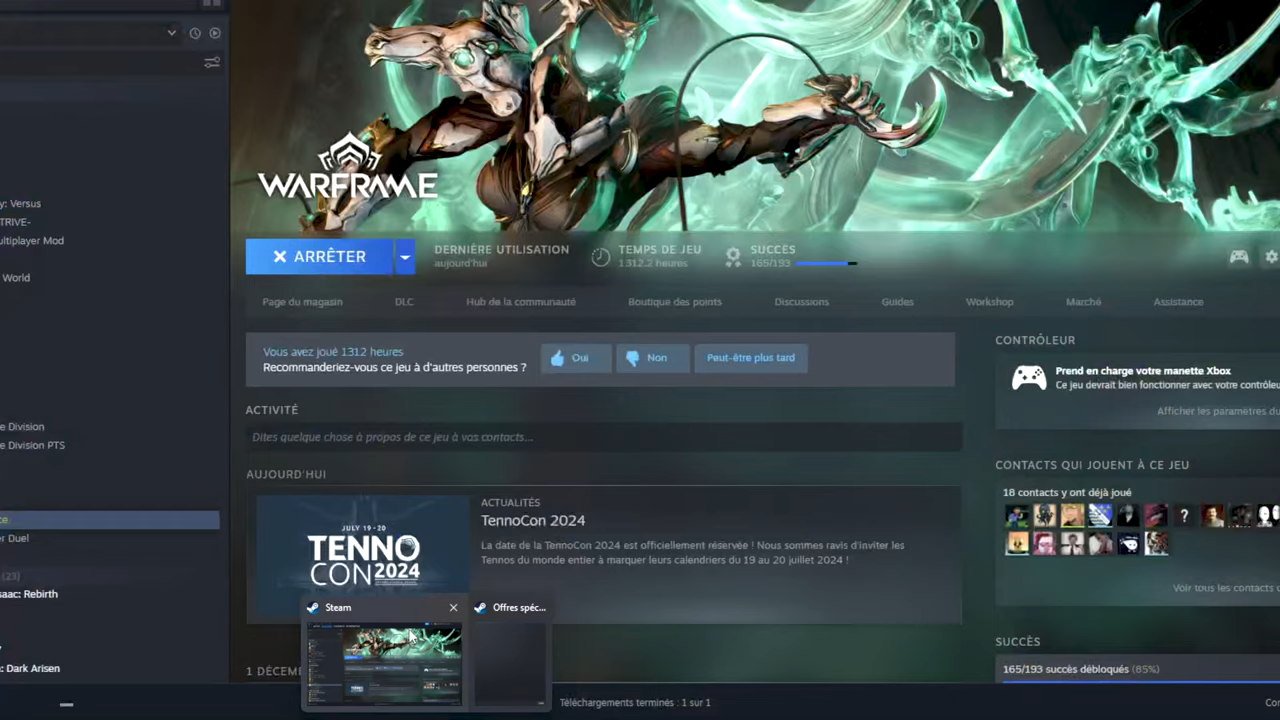 WARFRAME
y: Versus
TRIVE-
ultiplayer Mod
World
e Division
e Division PTS
ce
er Duel
(23)
saac: Rebirth
: Dark Arisen
ARRÊTER
DERNIÈRE UTILISATION
aujourd'hui
TEMPS DE JEU
1312.2 heures
SUCCÈS
165/193
Page du magasin
DLC
Hub de la communauté
Boutique des points
Discussions
Guides
Workshop
Marché
Assistance
Vous avez joué 1312 heures
Recommanderiez-vous ce jeu à d'autres personnes ?
Oui
Non
Peut-être plus tard
ACTIVITÉ
Dites quelque chose à propos de ce jeu à vos contacts...
AUJOURD'HUI
JULY 19-20
TENNO
CON 2024
ACTUALITÉS
TennoCon 2024
La date de la TennoCon 2024 est officiellement réservée ! Nous sommes ravis d'inviter les
Tennos du monde entier à marquer leurs calendriers du 19 au 20 juillet 2024 !
Steam
Offres spéc...
1 DÉCEM
Téléchargements terminés : 1 sur 1
CONTRÔLEUR
Prend en charge votre manette Xbox
Ce jeu devrait bien fonctionner avec votre contrôleu
Afficher les paramètres du
CONTACTS QUI JOUENT À CE JEU
18 contacts y ont déjà joué
?
Voir tous les contacts
SUCCÈS
165/193 succès débloqués (85%)
Co